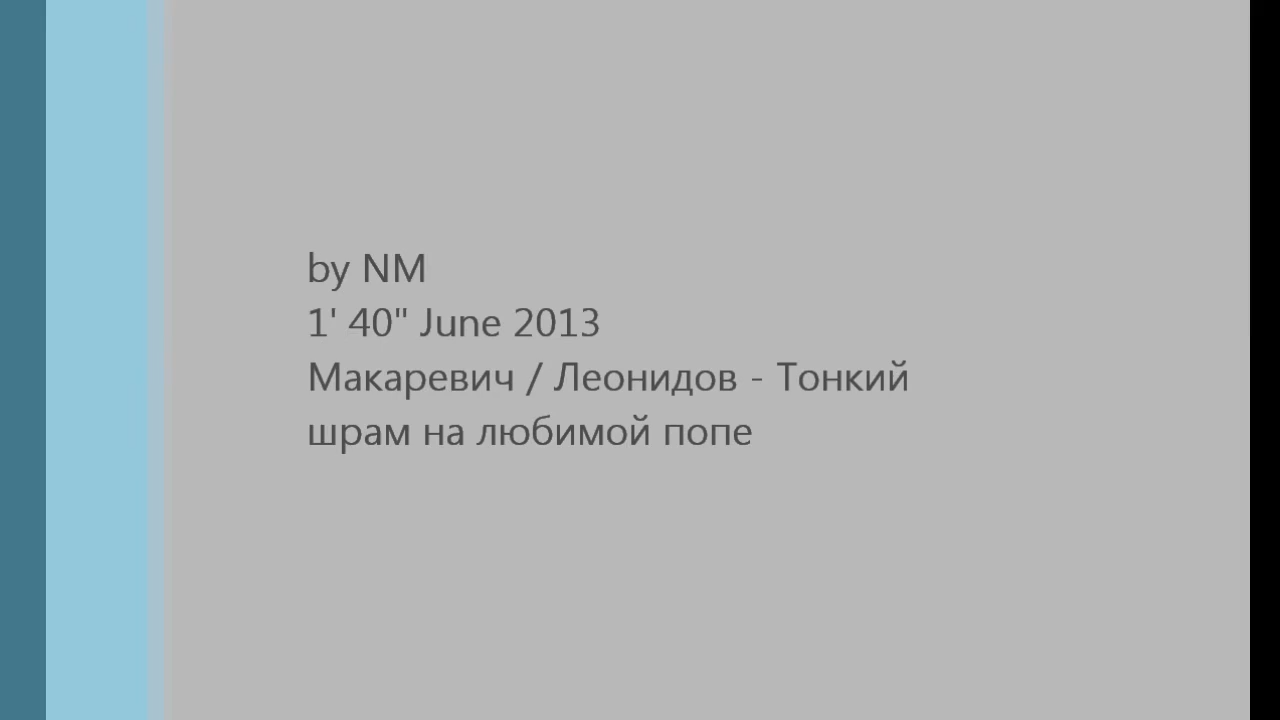 by NM
1' 40" June 2013
Макаревич / Леонидов - Тонкий
шрам на любимой попе